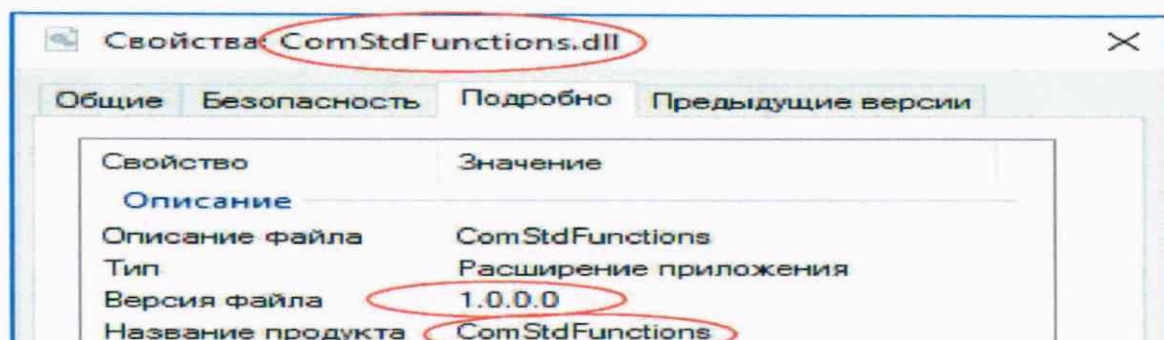 Свойства: ComStdFunctions.dll
Общие Безопасность Подробно Предыдущие версии
Свойство Значение
Описание
Описание файла ComStdFunctions
Тип Расширение приложения
Версия файла 1.0.0.0
Название продукта ComStdFunctions